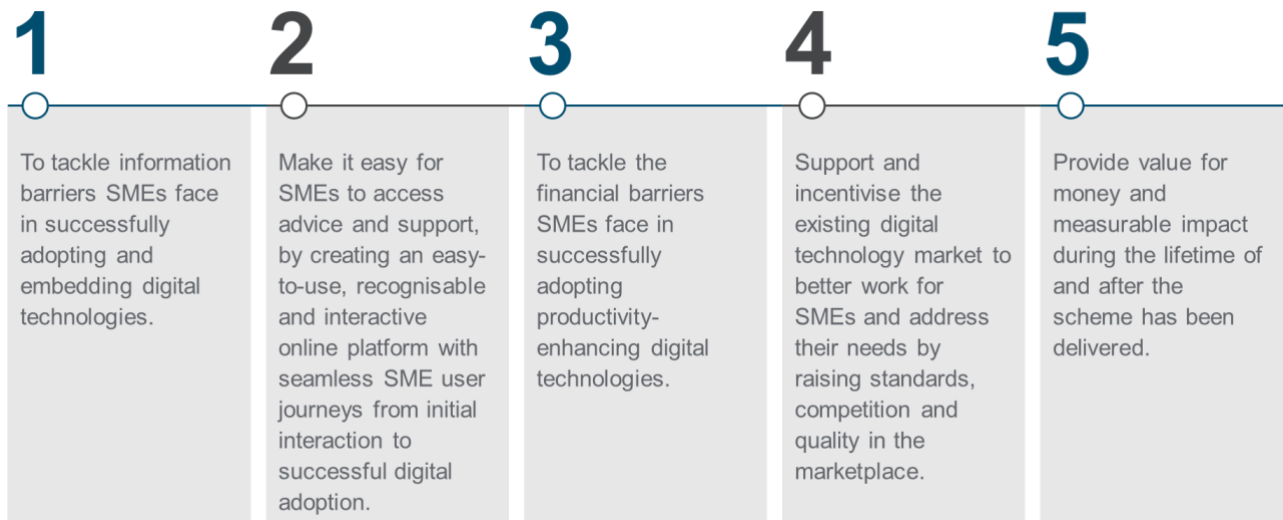 1
To tackle information
barriers SMEs face
in successfully
adopting and
embedding digital
technologies.
2
Make it easy for
SMEs to access
advice and support,
by creating an easy-
to-use, recognisable
and interactive
online platform with
seamless SME user
journeys from initial
interaction to
successful digital
adoption.
3
To tackle the
financial barriers
SMEs face in
successfully
adopting
productivity-
enhancing digital
technologies.
4
Support and
incentivise the
existing digital
technology market to
better work for
SMEs and address
their needs by
raising standards,
competition and
quality in the
marketplace.
5
Provide value for
money and
measurable impact
during the lifetime of
and after the
scheme has been
delivered.